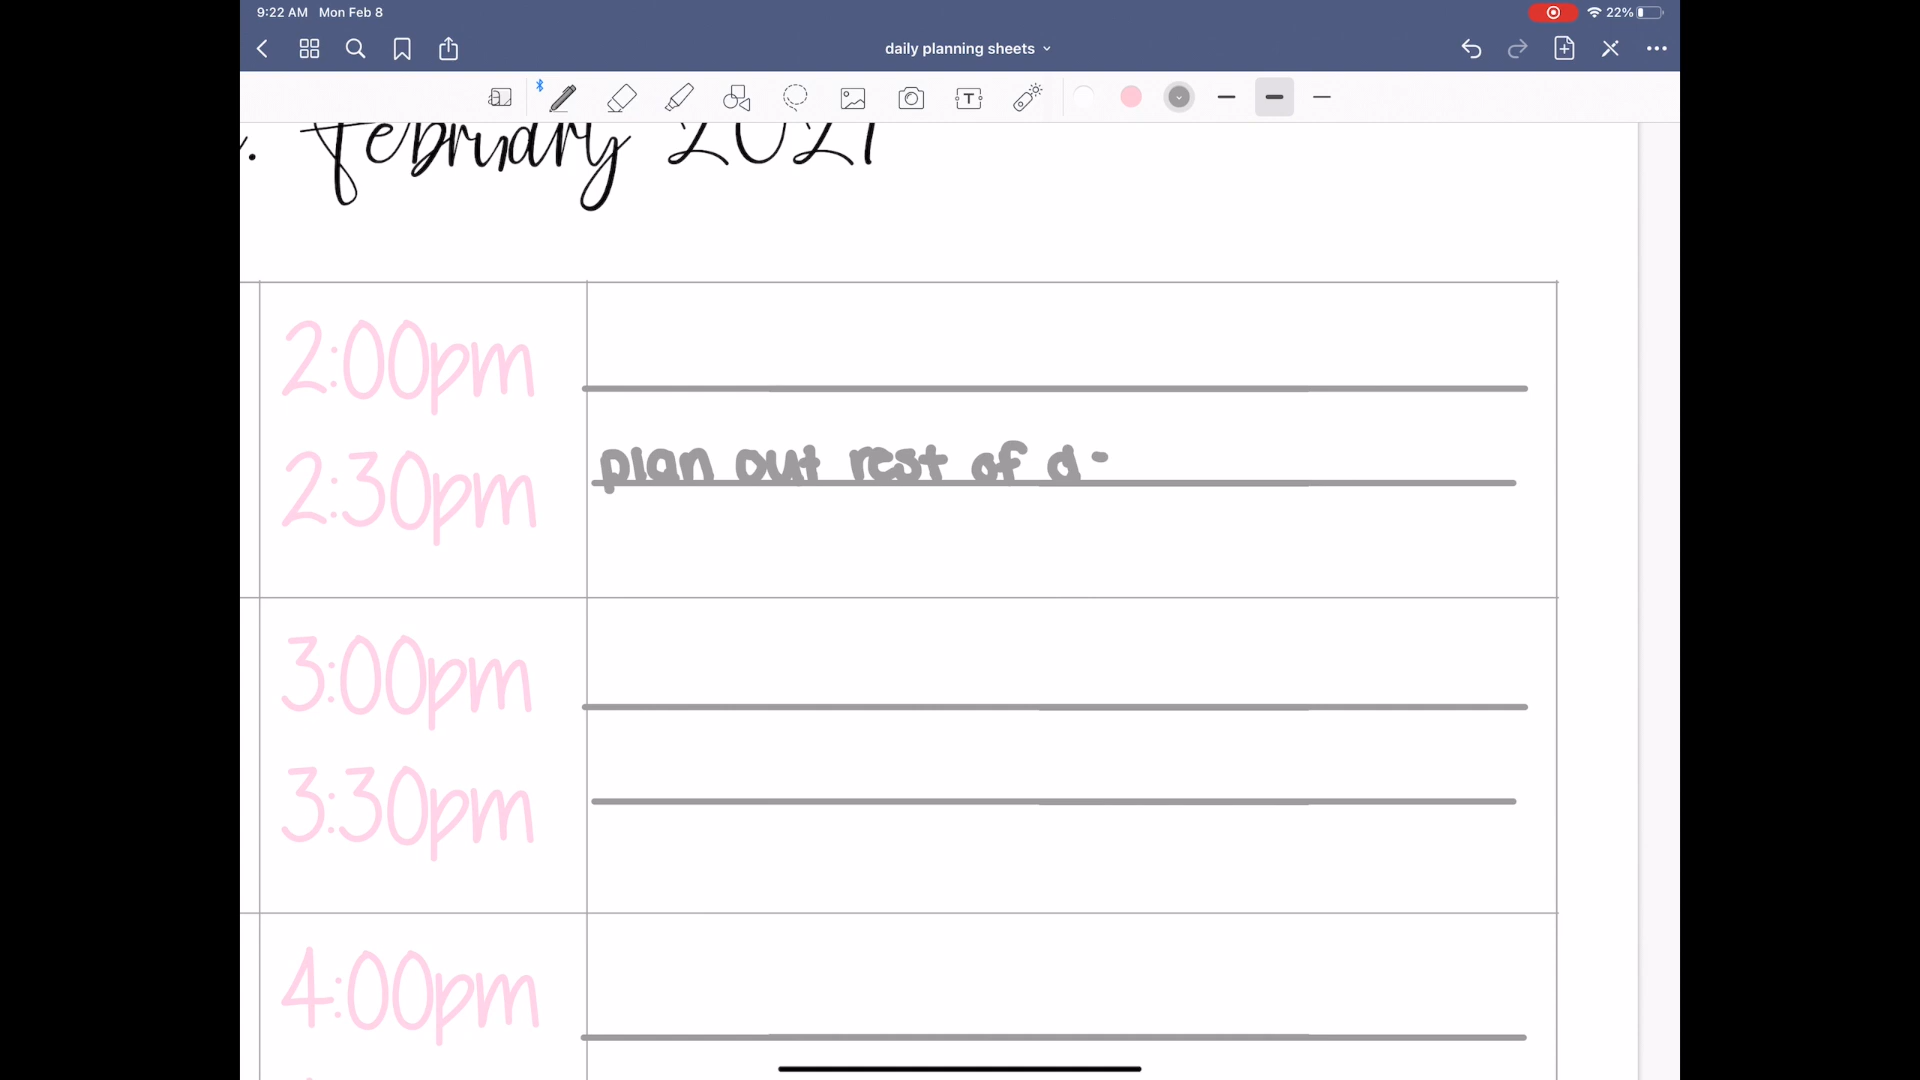 9:22 AM Mon Feb 8
22%
daily planning sheets
February 2021
2:00pm
2:30pm plan out rest of d
3:00pm
3:30pm
4:00pm